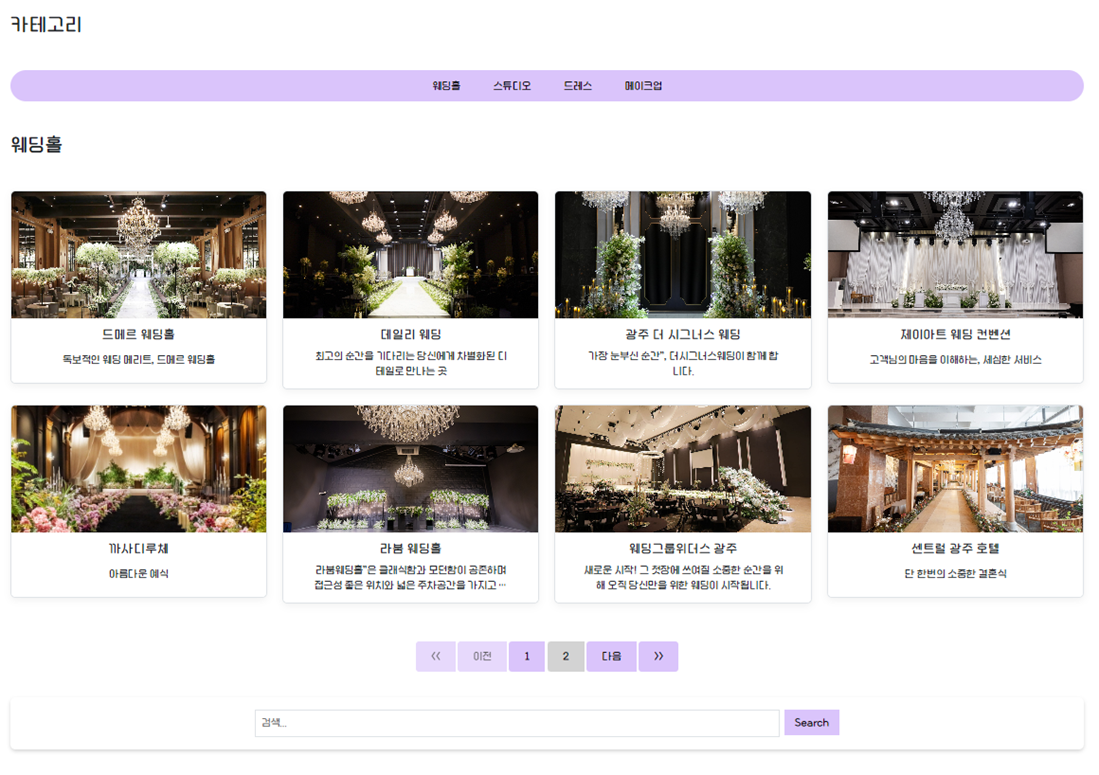 카테고리
웨딩홀 스튜디오 드레스 메이크업
웨딩홀
드메르 웨딩홀
독보적인 웨딩 메리트, 드메르 웨딩홀
데일리 웨딩
최고의 순간을 기다리는 당신에게 차별화된 디
테일로 만나는 곳
광주 더 시그너스 웨딩
가장 눈부신 순간”, 더시그너스웨딩이 함께 합
니다.
제이아트 웨딩 컨벤션
고객님의 마음을 이해하는, 세심한 서비스
까사디루체
아름다운 예식
라붐 웨딩홀
라붐웨딩홀"은 클래식함과 모던함이 공존하며
접근성 좋은 위치와 넓은 주차공간을 가지고 …
웨딩그룹위더스 광주
새로운 시작! 그 첫장에 쓰여질 소중한 순간을 위
해 오직 당신만을 위한 웨딩이 시작됩니다.
센트럴 광주 호텔
단 한번의 소중한 결혼식
《 이전 1 2 다음 》
검색... Search